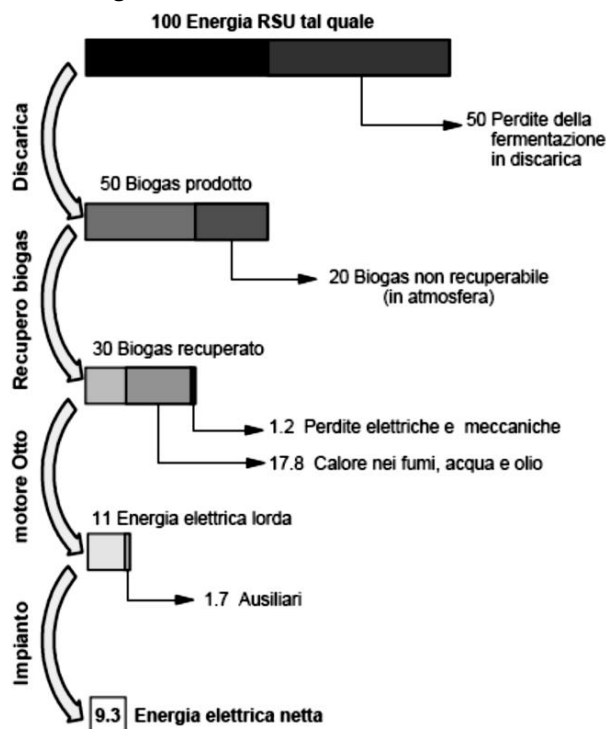 100 Energia RSU tal quale
50 Perdite della
fermentazione
in discarica
Discarica
50 Biogas prodotto
20 Biogas non recuperabile
(in atmosfera)
Recupero biogas
30 Biogas recuperato
1.2 Perdite elettriche e meccaniche
17.8 Calore nei fumi, acqua e olio
motore Otto
11 Energia elettrica lorda
1.7 Ausiliari
Impianto
9.3 Energia elettrica netta